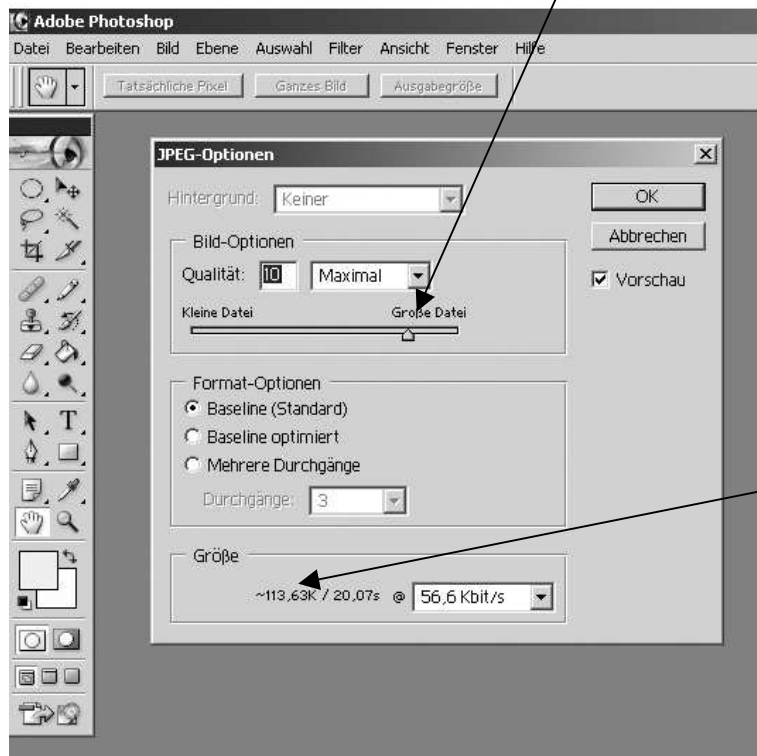 Adobe Photoshop
Datei Bearbeiten Bild Ebene Auswahl Filter Ansicht Fenster Hilfe
Tatsächliche Pixel Ganzes Bild Ausgabegröße
JPEG-Optionen
Hintergrund: Keiner
OK
Bild-Optionen
Abbrechen
Qualität: 10 Maximal
Vorschau
Kleine Datei Große Datei
Format-Optionen
Baseline (Standard)
Baseline optimiert
Mehrere Durchgänge
Durchgänge: 3
Größe
~113,63K / 20,07s @ 56,6 Kbit/s